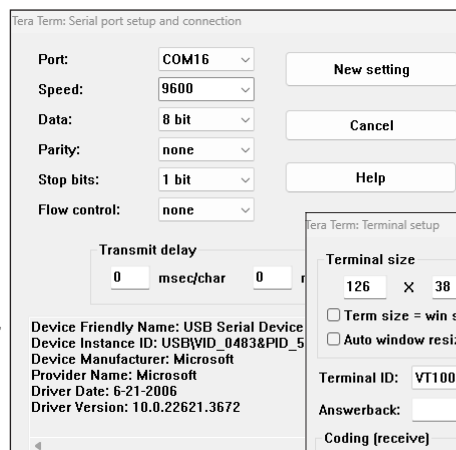 Tera Term: Serial port setup and connection
Port: COM16 New setting
Speed: 9600
Data: 8 bit Cancel
Parity: none
Stop bits: 1 bit Help
Flow control: none
Transmit delay
0 msec/char 0
Device Friendly Name: USB Serial Device
Device Instance ID: USB\VID_0483&PID_5
Device Manufacturer: Microsoft
Provider Name: Microsoft
Driver Date: 6-21-2006
Driver Version: 10.0.22621.3672
Tera Term: Terminal setup
Terminal size
126 X 38
Term size = win s
Auto window resiz
Terminal ID: VT100
Answerback:
Coding (receive)